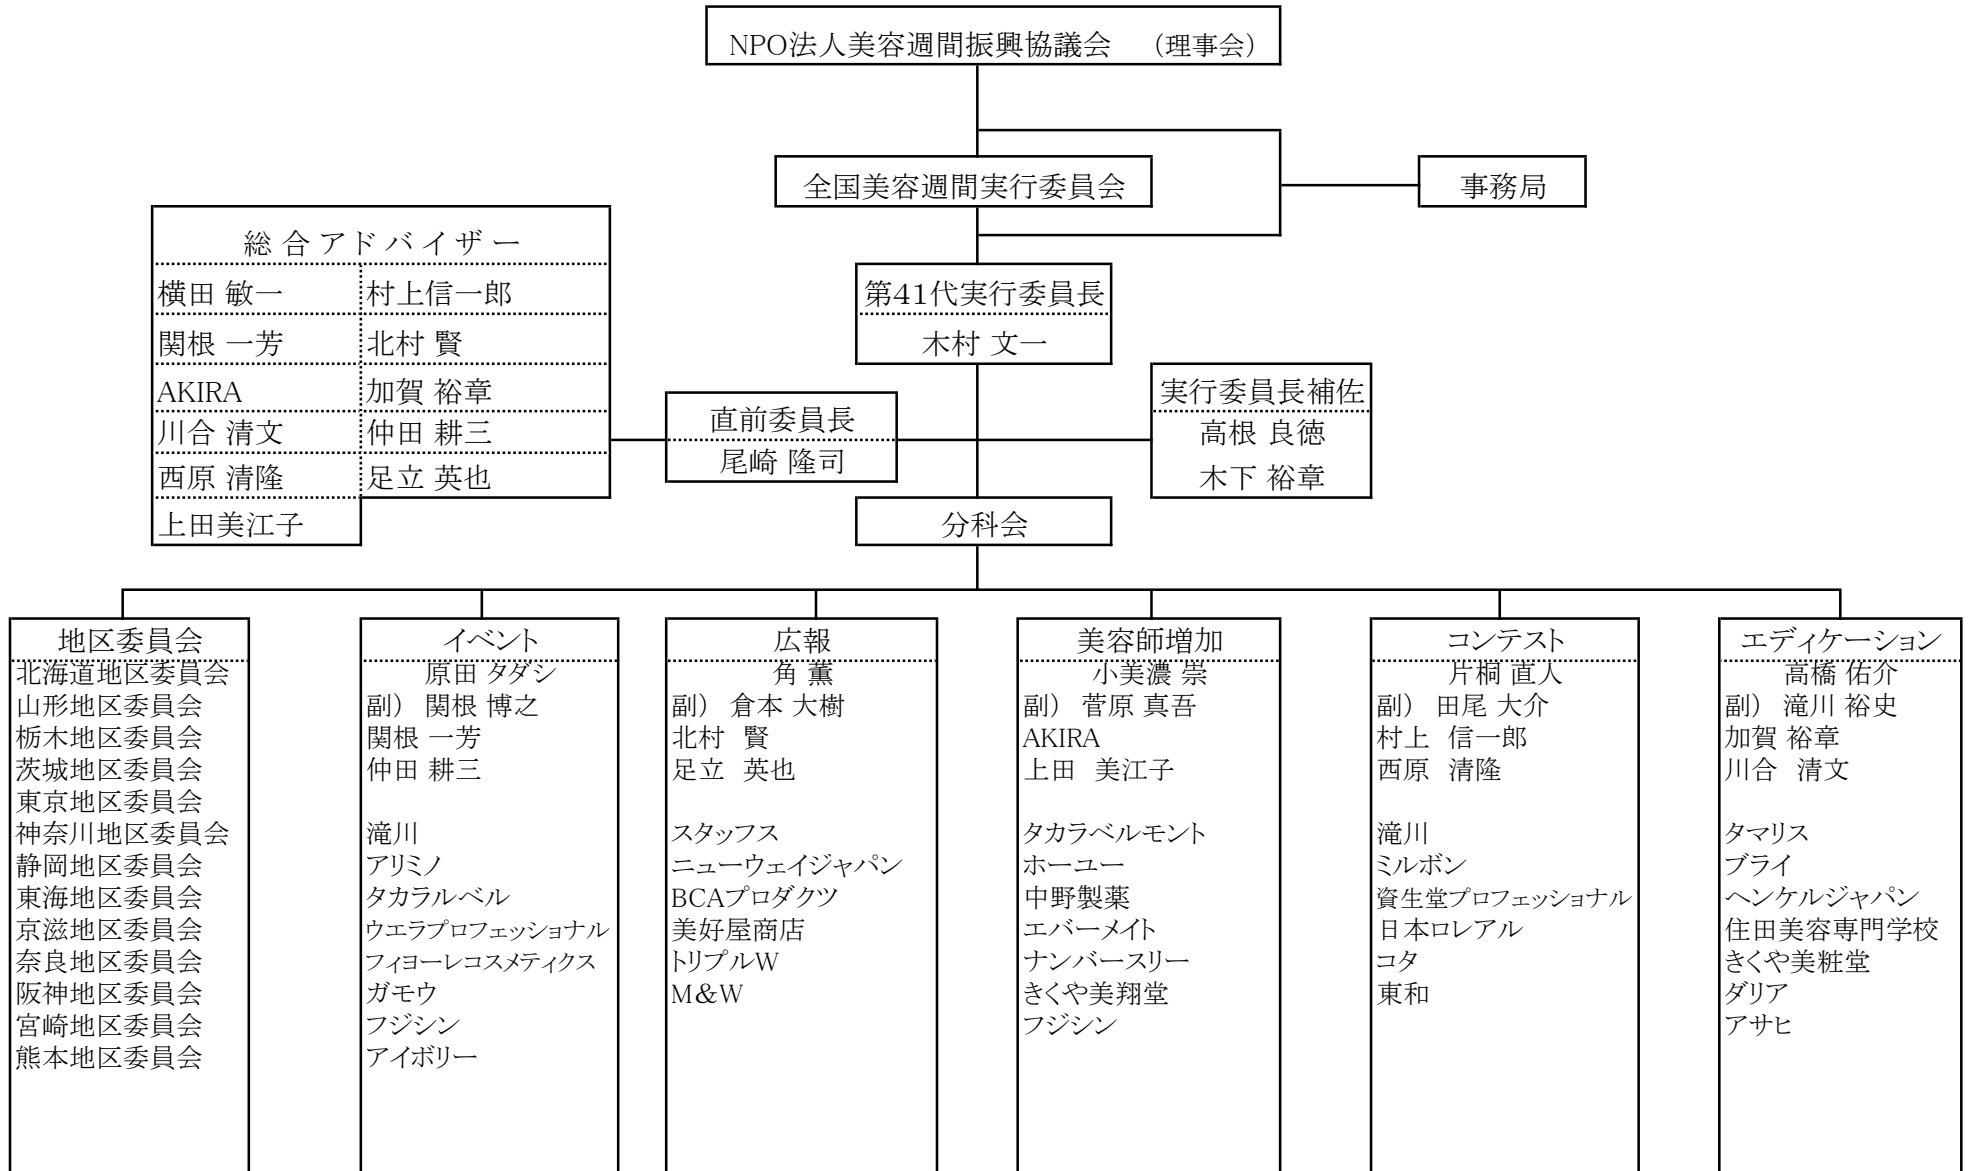 NPO法人美容週間振興協議会　（理事会）
全国美容週間実行委員会
事務局
総 合 ア ド バ イ ザ ー
横田 敏一 村上信一郎
関根 一芳 北村 賢
AKIRA 加賀 裕章
川合 清文 仲田 耕三
西原 清隆 足立 英也
上田美江子
第41代実行委員長
木村 文一
直前委員長
尾崎 隆司
実行委員長補佐
高根 良徳
木下 裕章
分科会
地区委員会
北海道地区委員会
山形地区委員会
栃木地区委員会
茨城地区委員会
東京地区委員会
神奈川地区委員会
静岡地区委員会
東海地区委員会
京滋地区委員会
奈良地区委員会
阪神地区委員会
宮崎地区委員会
熊本地区委員会
イベント
原田 タダシ
副） 関根 博之
関根 一芳
仲田 耕三
滝川
アリミノ
タカラルベル
ウエラプロフェッショナル
フィヨーレコスメティクス
ガモウ
フジシン
アイボリー
広報
角 薫
副） 倉本 大樹
北村　賢
足立　英也
スタッフス
ニューウェイジャパン
BCAプロダクツ
美好屋商店
トリプルW
M＆W
美容師増加
小美濃 崇
副） 菅原 真吾
AKIRA
上田　美江子
タカラベルモント
ホーユー
中野製薬
エバーメイト
ナンバースリー
きくや美翔堂
フジシン
コンテスト
片桐 直人
副） 田尾 大介
村上　信一郎
西原　清隆
滝川
ミルボン
資生堂プロフェッショナル
日本ロレアル
コタ
東和
エディケーション
高橋 佑介
副） 滝川 裕史
加賀 裕章
川合　清文
タマリス
ブライ
ヘンケルジャパン
住田美容専門学校
きくや美粧堂
ダリア
アサヒ